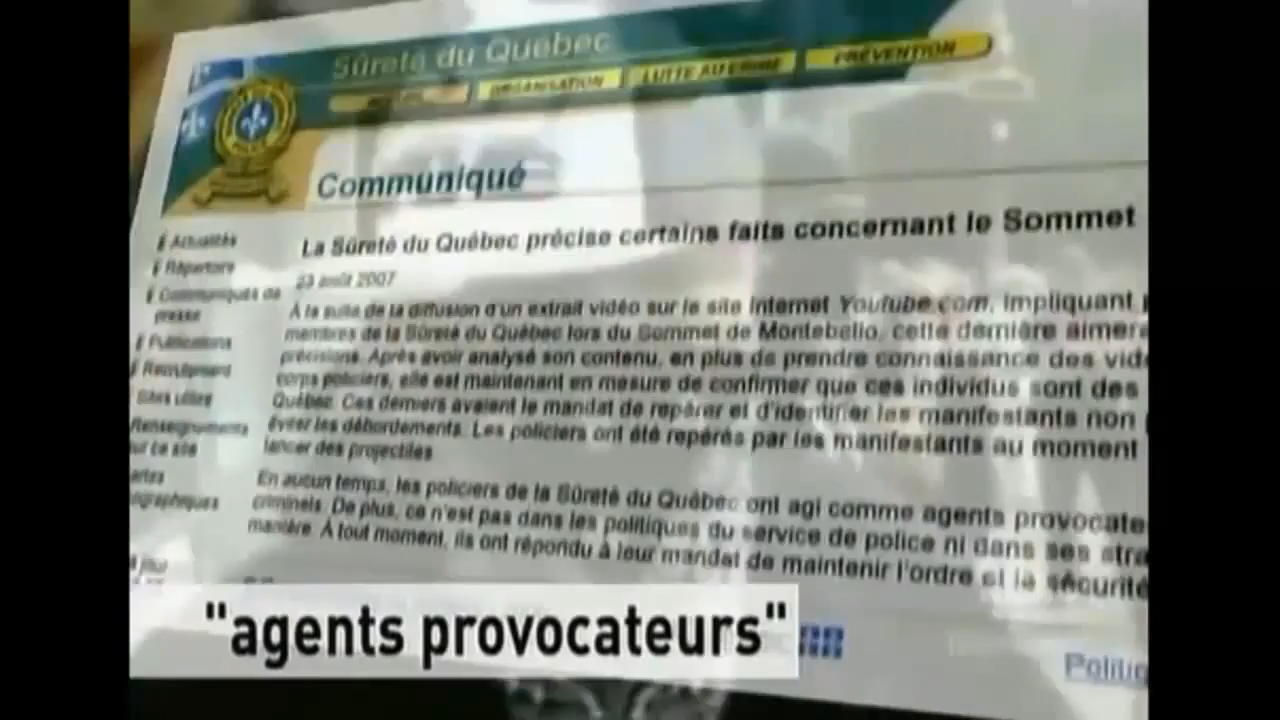 Sûreté du Québec
ORGANISATION
LUTTE AU CRIME
PRÉVENTION
Communiqué
La Sûreté du Québec précise certains faits concernant le Sommet
23 août 2007
À la suite de la diffusion d'un extrait vidéo sur le site Internet Youtube.com, impliquant
membres de la Sûreté du Québec lors du Sommet de Montebello, cette dernière
précisions. Après avoir analysé son contenu, en plus de prendre connaissance des
corps policiers, elle est maintenant en mesure de confirmer que ces individus sont des
Québec. Ces derniers avaient le mandat de repérer et d'identifier les manifestants non
éviter les débordements. Les policiers ont été repérés par les manifestants au moment
lancer des projectiles
En aucun temps, les policiers de la Sûreté du Québec ont agi comme agents provocate
criminels. De plus, ce n'est pas dans les politiques du service de police ni dans ses stra
manière. À tout moment, ils ont répondu à leur mandat de maintenir l'ordre et la sécurité
Actualités
Répertoire
Communiqués de
presse
Publications
Recrutement
Sites utiles
Renseignements
sur ce site
"agents provocateurs"
Politiq